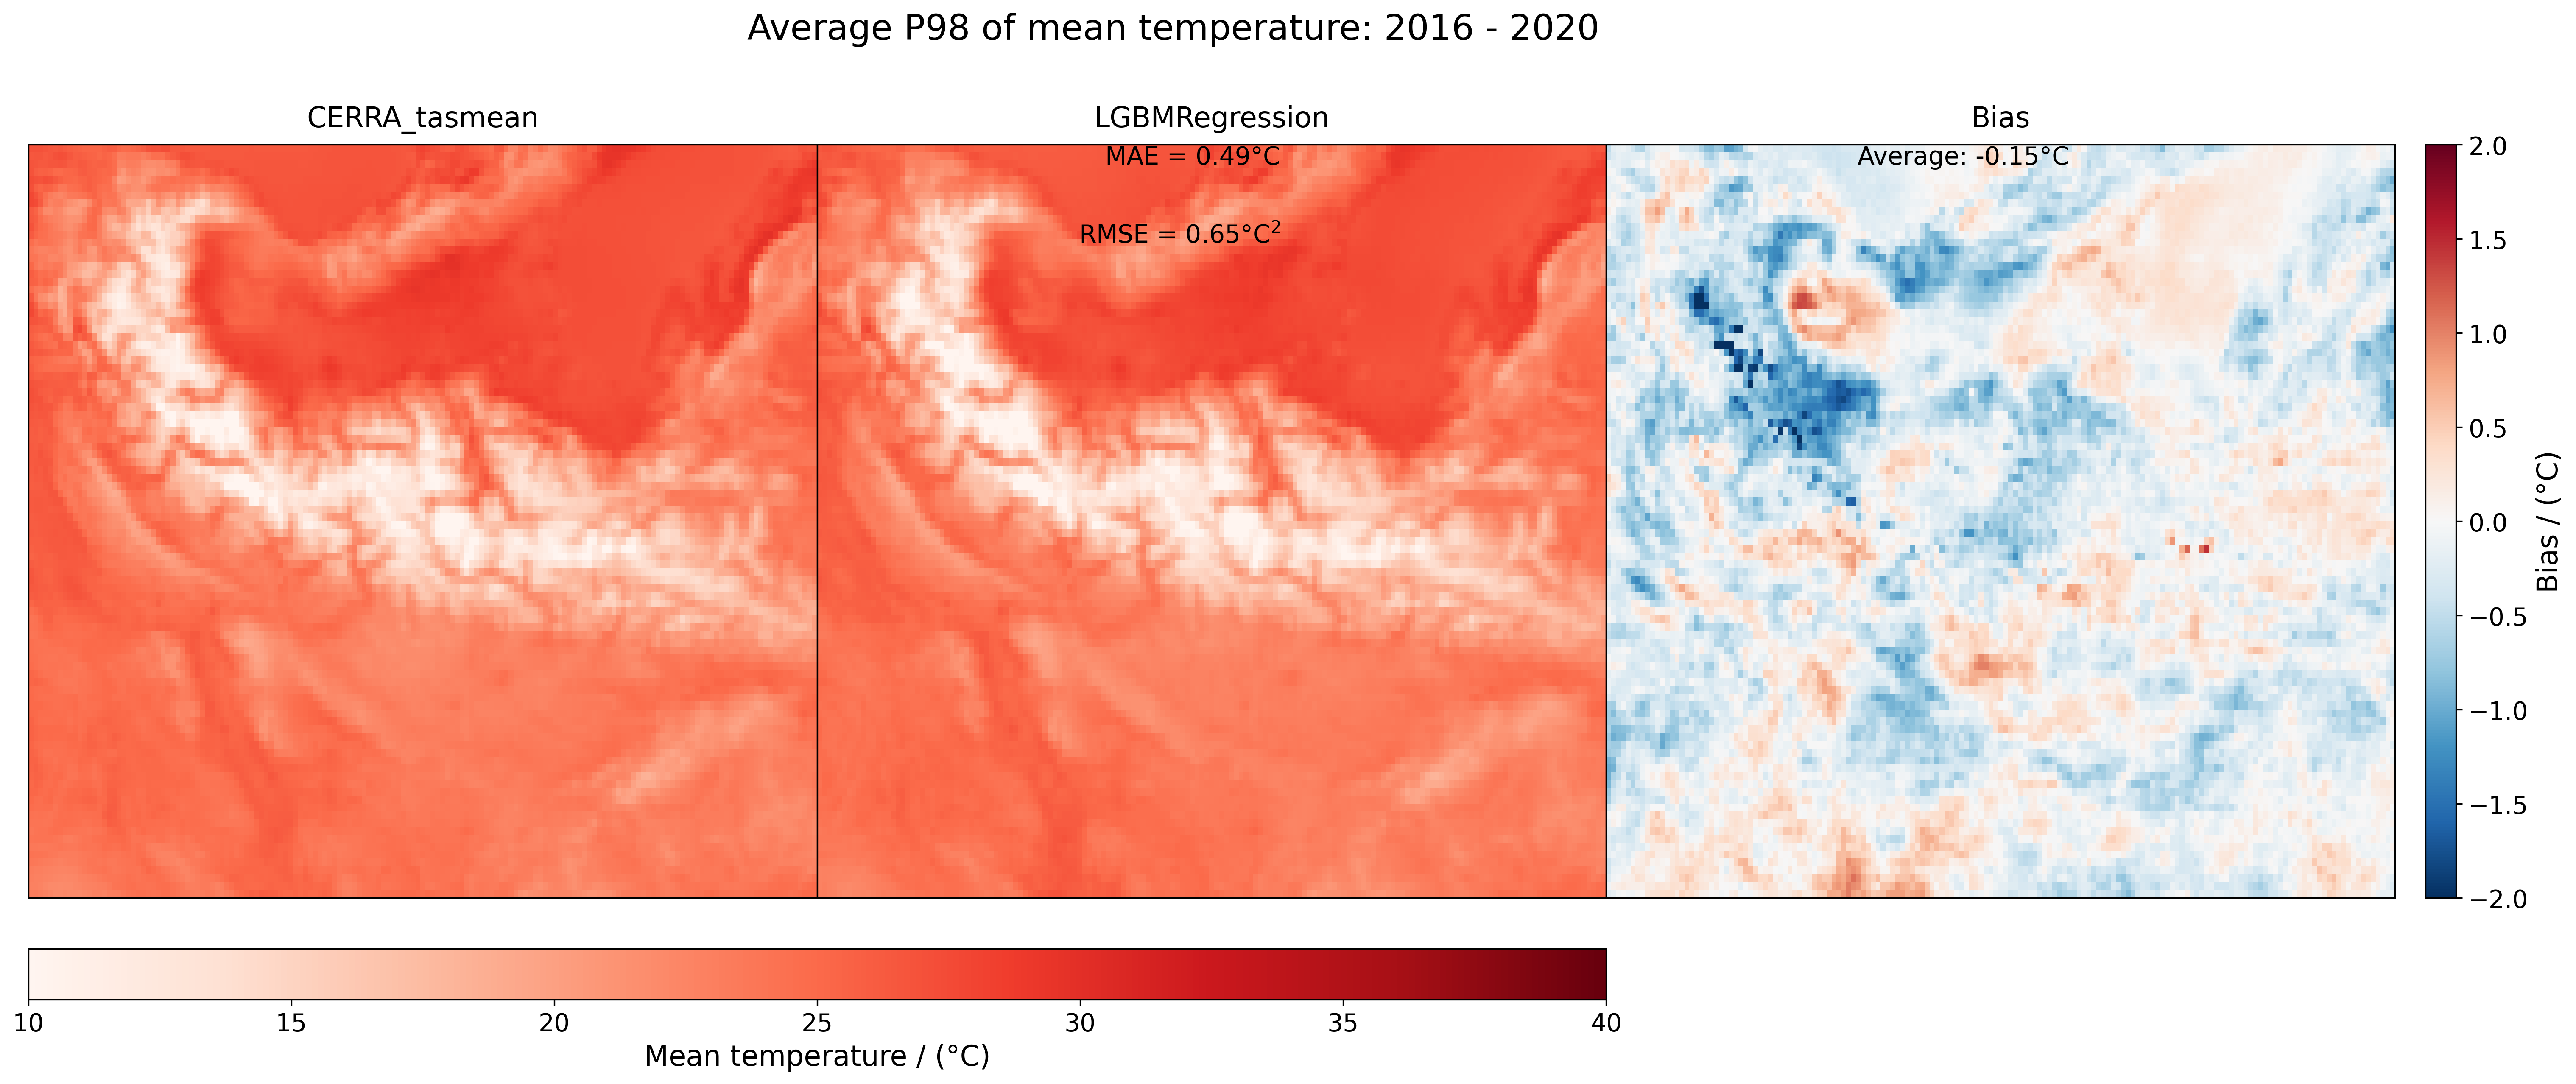 Average P98 of mean temperature: 2016 - 2020
CERRA_tasmean
LGBMRegression
Bias
MAE = 0.49°C
RMSE = 0.65°C²
Average: -0.15°C
2.0
1.5
1.0
0.5
0.0
−0.5
−1.0
−1.5
−2.0
Bias / (°C)
10
15
20
25
30
35
40
Mean temperature / (°C)